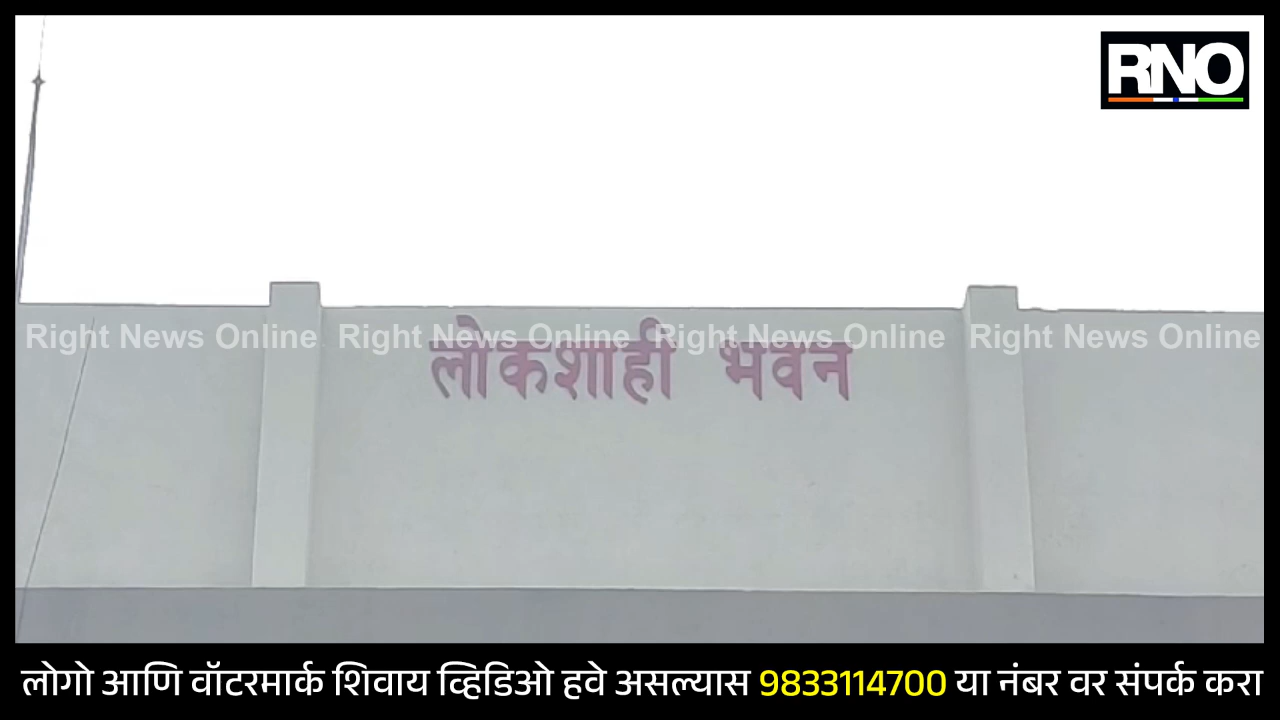 RNO
Right News Online Right News Online Right News Online Right News Online
लोकशाही भवन
लोगो आणि वॉटरमार्क शिवाय व्हिडिओ हवे असल्यास 9833114700 या नंबर वर संपर्क करा